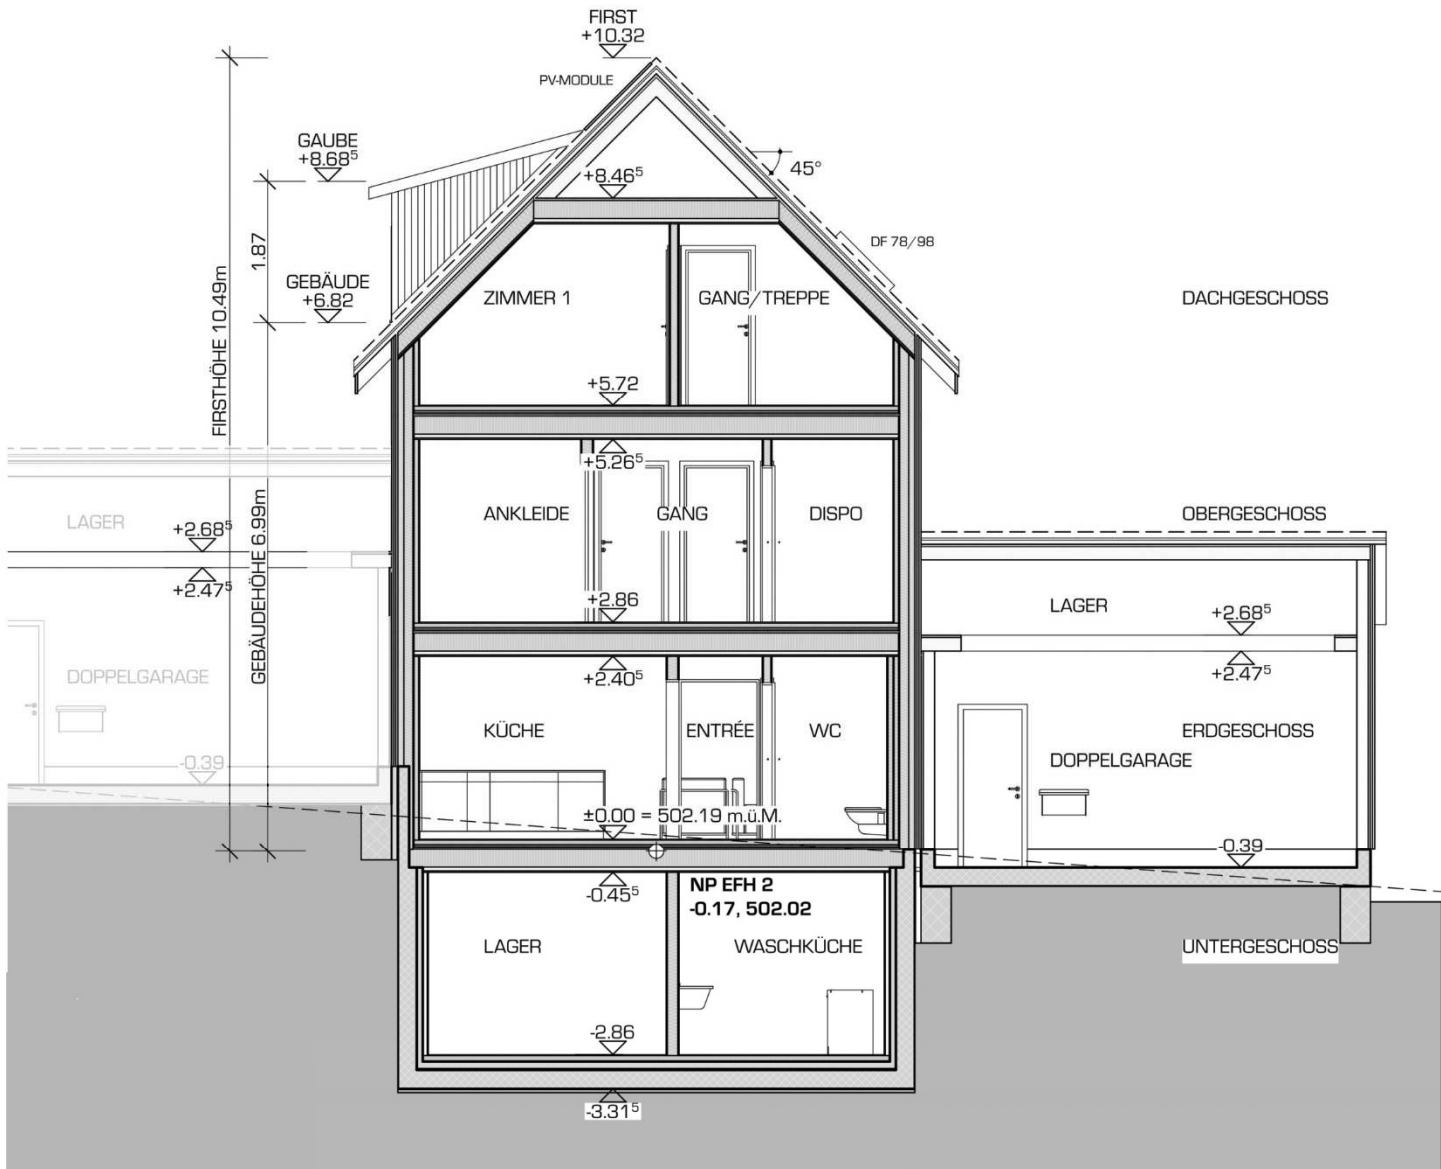 FIRST
+10.32
PV-MODULE
GAUBE
+8.68⁵
+8.46⁵
45°
DF 78/98
1.87
GEBÄUDE
+6.82
FIRSTHÖHE 10.49m
ZIMMER 1
GANG/TREPPE
DACHGESCHOSS
+5.72
+5.26⁵
GEBÄUDEHÖHE 6.99m
LAGER
+2.68⁵
+2.47⁵
ANKLEIDE
GANG
DISPO
OBERGESCHOSS
+2.86
LAGER
+2.68⁵
+2.47⁵
DOPPELGARAGE
-0.39
+2.40⁵
KÜCHE
ENTRÉE
WC
ERDGESCHOSS
DOPPELGARAGE
±0.00 = 502.19 m.ü.M.
-0.39
-0.45⁵
NP EFH 2
-0.17, 502.02
LAGER
WASCHKÜCHE
UNTERGESCHOSS
-2.86
-3.31⁵